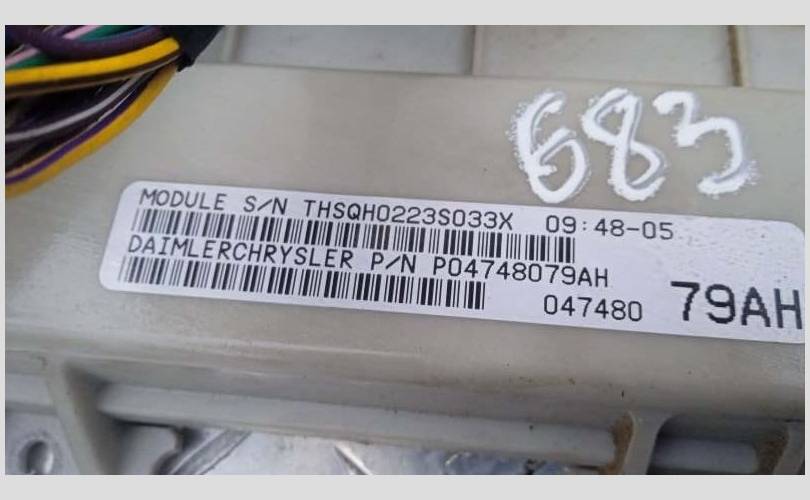 683
MODULE S/N THSQH0223S033X 09:48-05
DAIMLERCHRYSLER P/N P04748079AH
047480 79AH